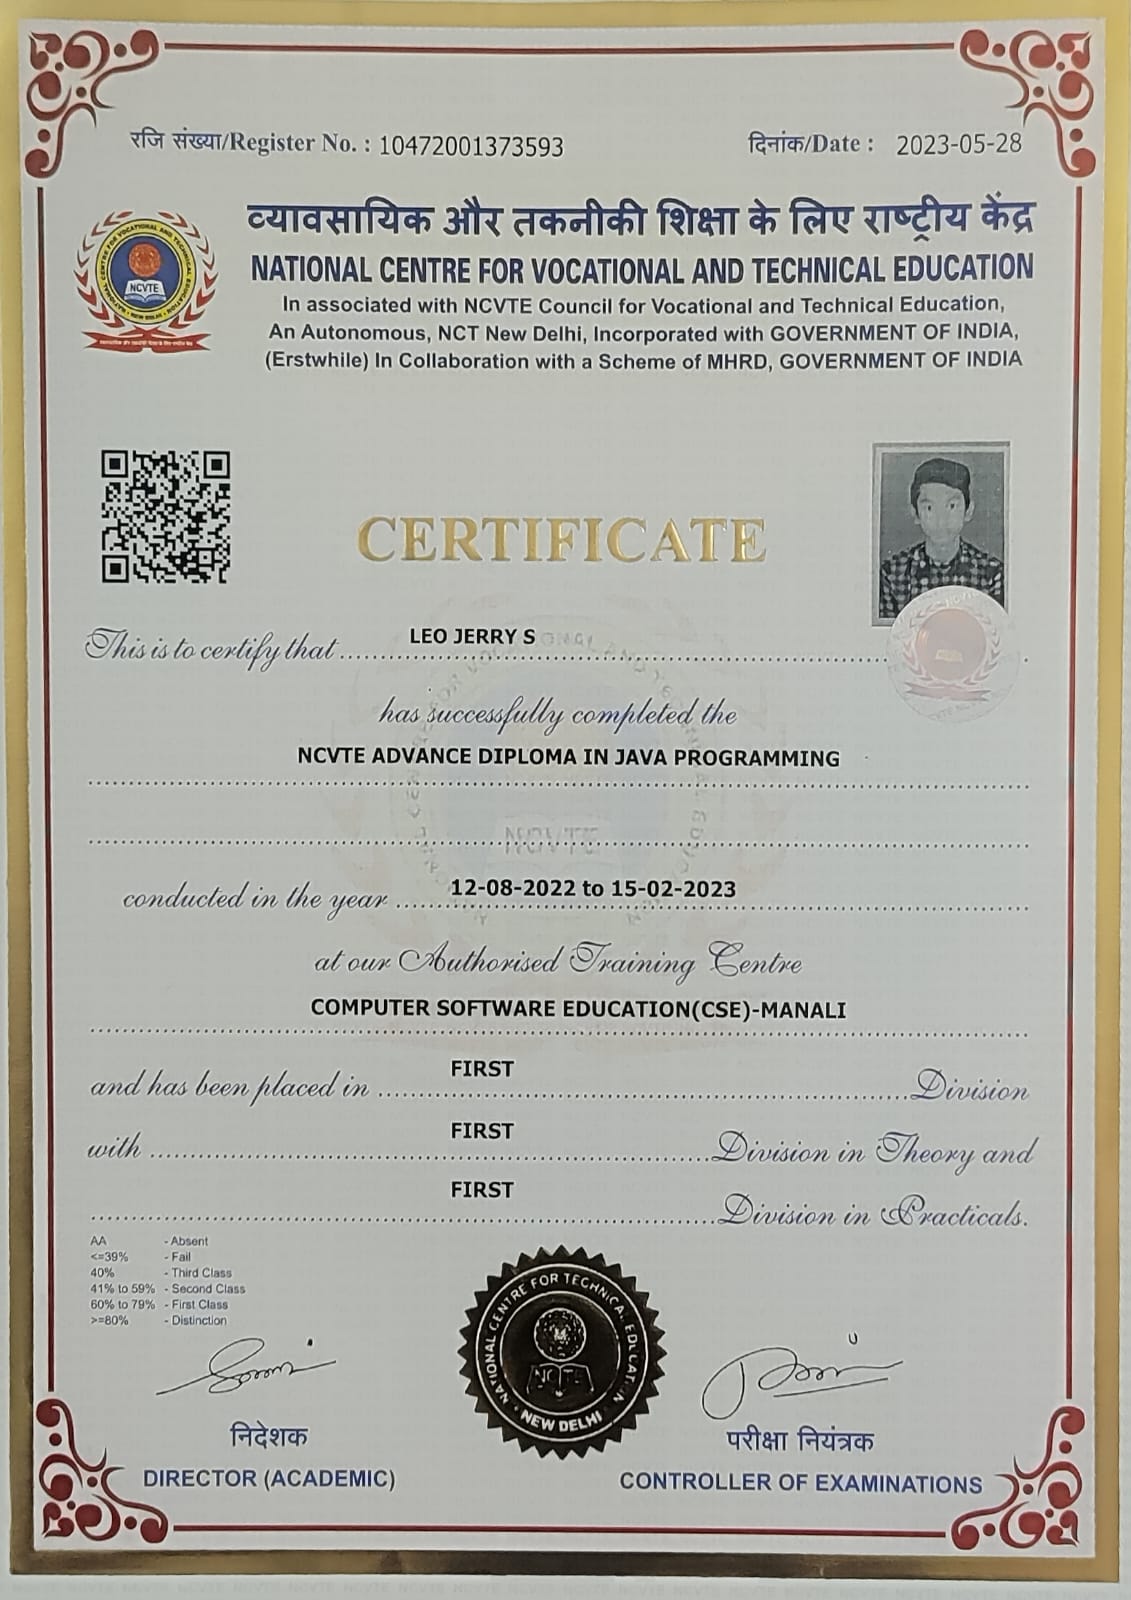 रजि संख्या/Register No. : 10472001373593
दिनांक/Date : 2023-05-28
व्यावसायिक और तकनीकी शिक्षा के लिए राष्ट्रीय केंद्र
NATIONAL CENTRE FOR VOCATIONAL AND TECHNICAL EDUCATION
In associated with NCVTE Council for Vocational and Technical Education,
An Autonomous, NCT New Delhi, Incorporated with GOVERNMENT OF INDIA,
(Erstwhile) In Collaboration with a Scheme of MHRD, GOVERNMENT OF INDIA
NCVTE
CERTIFICATE
This is to certify that LEO JERRY S
has successfully completed the
NCVTE ADVANCE DIPLOMA IN JAVA PROGRAMMING
NCVTE
conducted in the year 12-08-2022 to 15-02-2023
at our Authorised Training Centre
COMPUTER SOFTWARE EDUCATION(CSE)-MANALI
and has been placed in FIRST Division
with FIRST Division in Theory and
FIRST Division in Practicals.
AA - Absent
<=39% - Fail
40% - Third Class
41% to 59% - Second Class
60% to 79% - First Class
>=80% - Distinction
NATIONAL CENTRE FOR TECHNICAL EDUCATION
NCTE
NEW DELHI
निदेशक
DIRECTOR (ACADEMIC)
परीक्षा नियंत्रक
CONTROLLER OF EXAMINATIONS